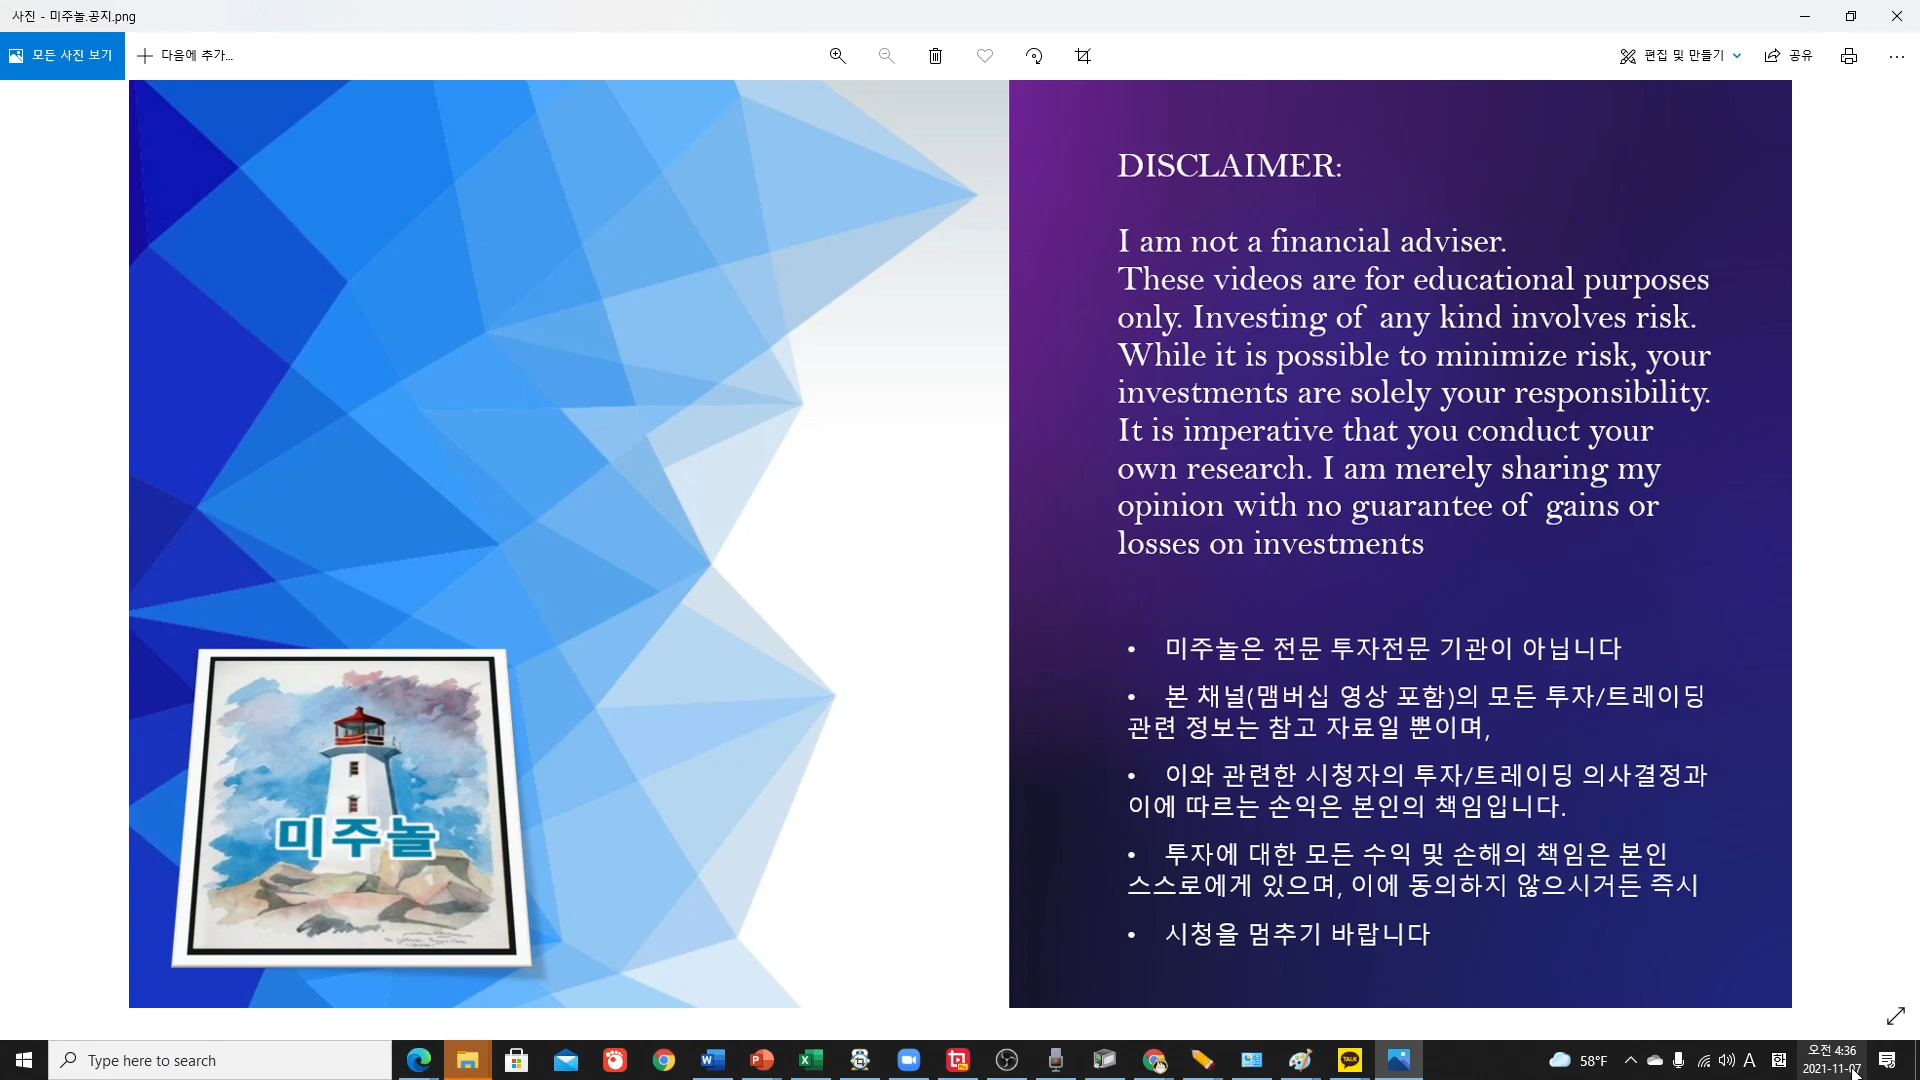 사진 - 미주놀.공지.png
모든 사진 보기
다음에 추가...
편집 및 만들기
공유
DISCLAIMER:
I am not a financial adviser.
These videos are for educational purposes
only. Investing of any kind involves risk.
While it is possible to minimize risk, your
investments are solely your responsibility.
It is imperative that you conduct your
own research. I am merely sharing my
opinion with no guarantee of gains or
losses on investments
• 미주놀은 전문 투자전문 기관이 아닙니다
• 본 채널(맴버십 영상 포함)의 모든 투자/트레이딩
관련 정보는 참고 자료일 뿐이며,
• 이와 관련한 시청자의 투자/트레이딩 의사결정과
이에 따르는 손익은 본인의 책임입니다.
• 투자에 대한 모든 수익 및 손해의 책임은 본인
스스로에게 있으며, 이에 동의하지 않으시거든 즉시
• 시청을 멈추기 바랍니다
미주놀
Type here to search
58°F
A
오전 4:36
2021-11-07